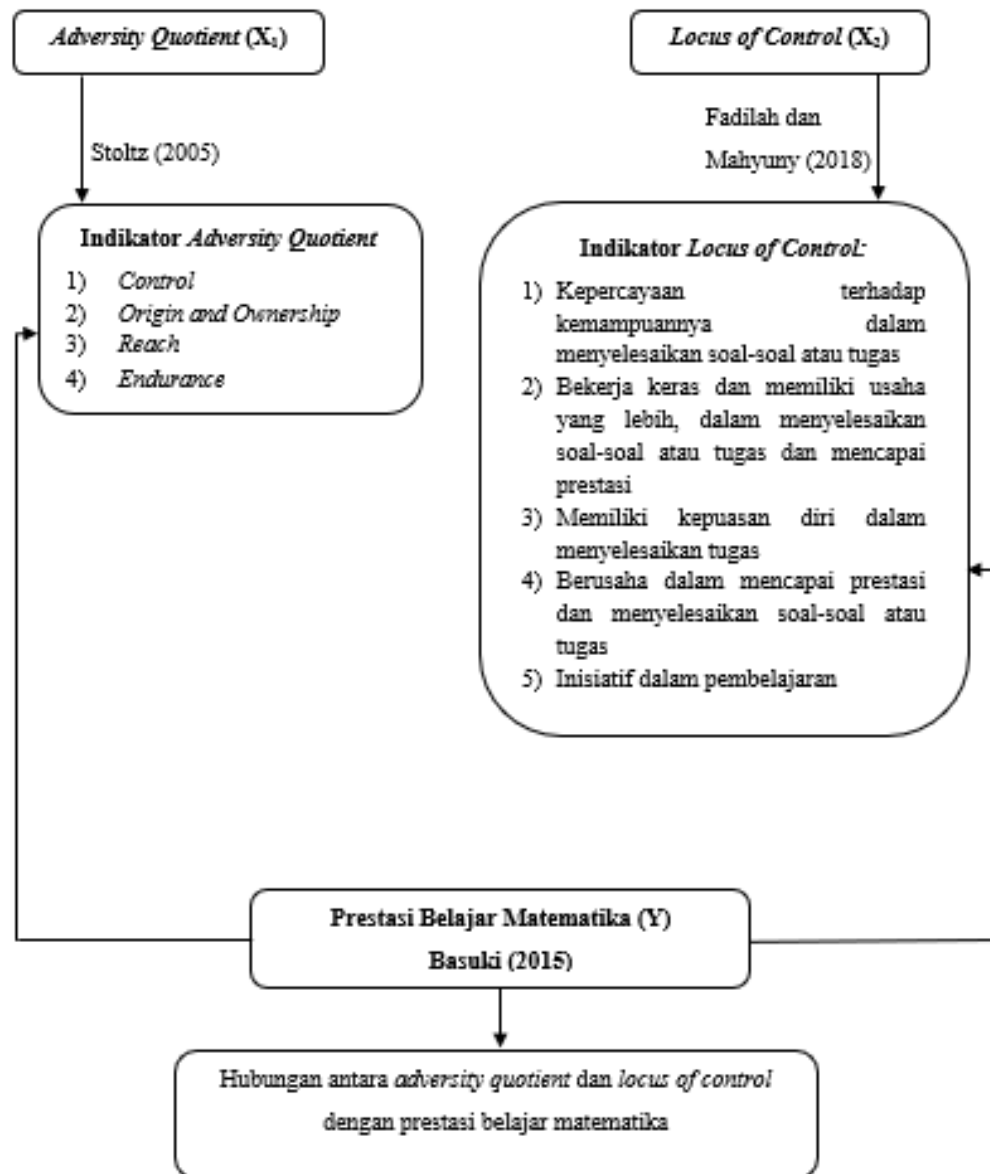 Adversity Quotient (X₁)
Locus of Control (X₂)
Stoltz (2005)
Fadilah dan
Mahyuny (2018)
Indikator Adversity Quotient
1) Control
2) Origin and Ownership
3) Reach
4) Endurance
Indikator Locus of Control:
1) Kepercayaan terhadap
kemampuannya dalam
menyelesaikan soal-soal atau tugas
2) Bekerja keras dan memiliki usaha
yang lebih, dalam menyelesaikan
soal-soal atau tugas dan mencapai
prestasi
3) Memiliki kepuasan diri dalam
menyelesaikan tugas
4) Berusaha dalam mencapai prestasi
dan menyelesaikan soal-soal atau
tugas
5) Inisiatif dalam pembelajaran
Prestasi Belajar Matematika (Y)
Basuki (2015)
Hubungan antara adversity quotient dan locus of control
dengan prestasi belajar matematika